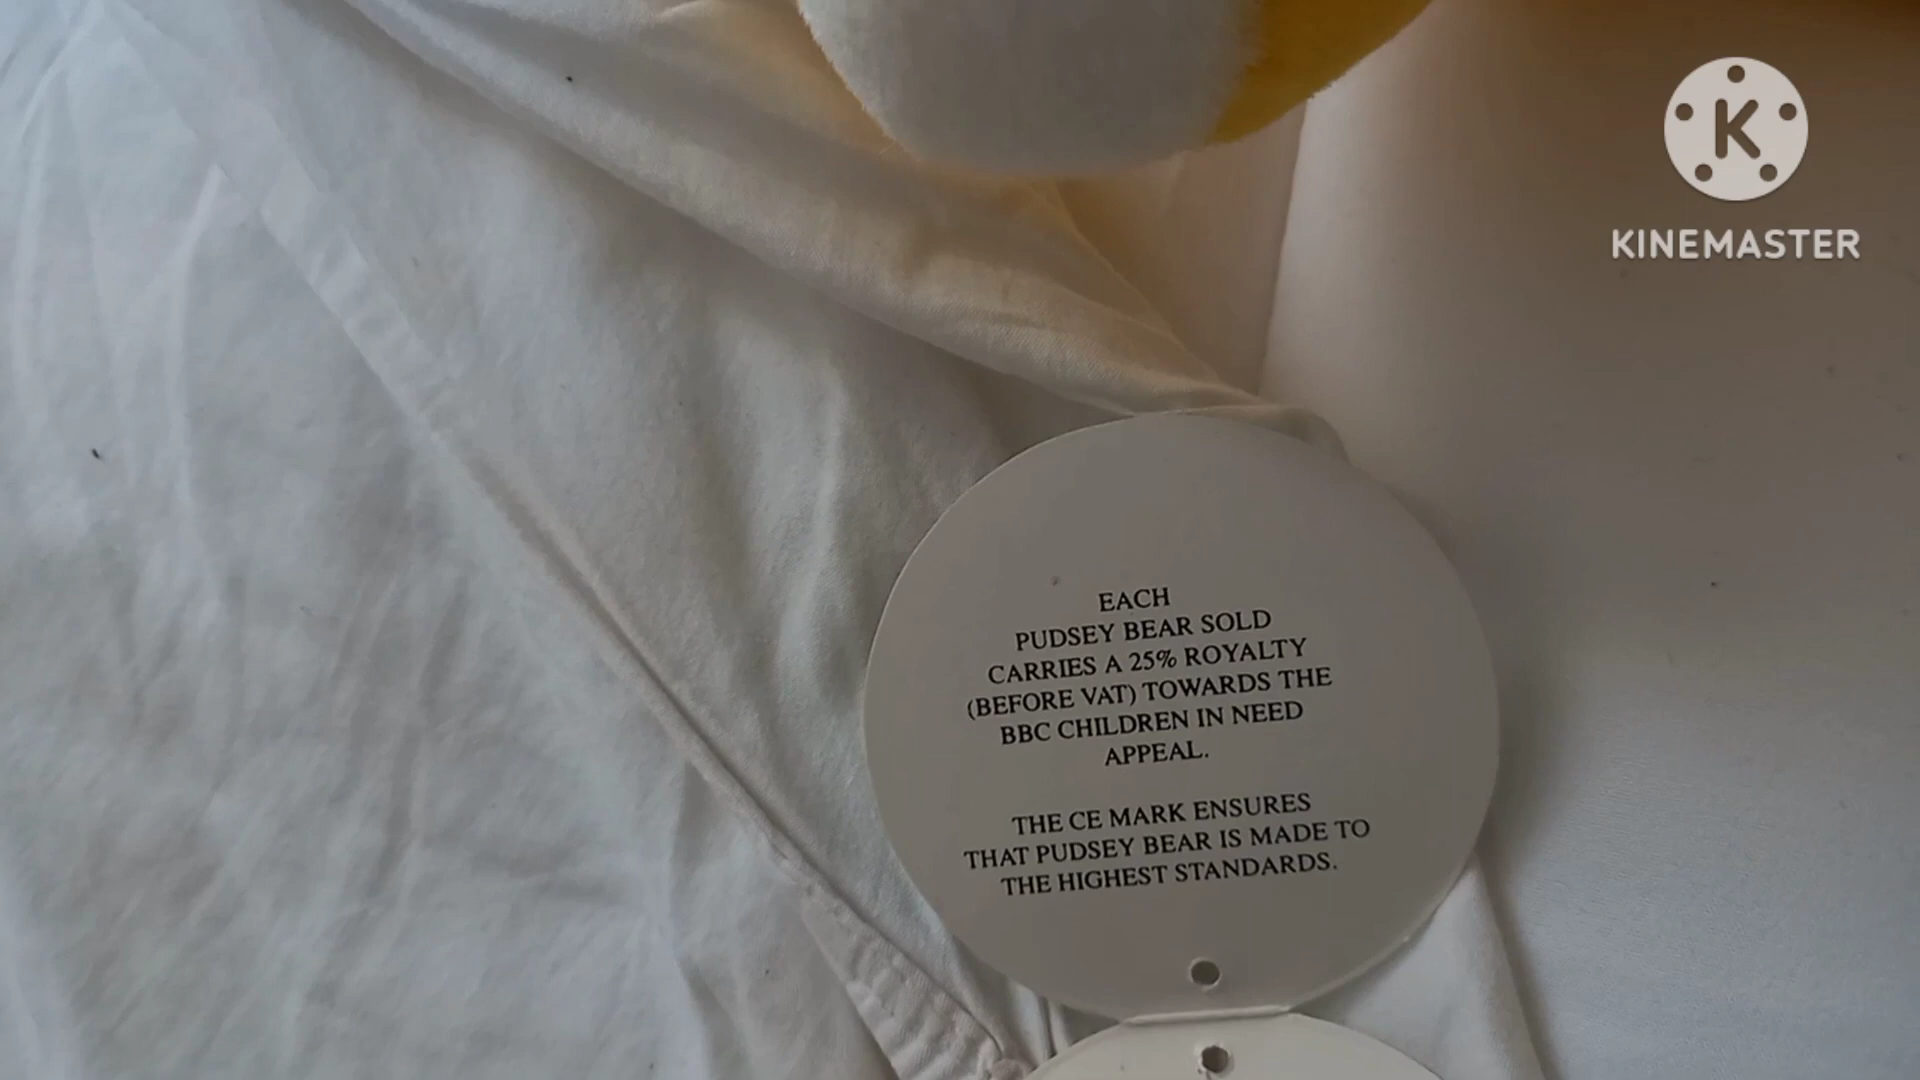 K
KINEMASTER
EACH
PUDSEY BEAR SOLD
CARRIES A 25% ROYALTY
(BEFORE VAT) TOWARDS THE
BBC CHILDREN IN NEED
APPEAL.
THE CE MARK ENSURES
THAT PUDSEY BEAR IS MADE TO
THE HIGHEST STANDARDS.